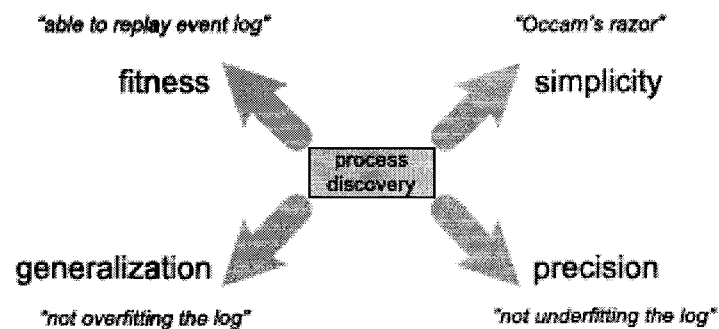 "able to replay event log"
"Occam's razor"
fitness
simplicity
process
discovery
generalization
precision
"not overfitting the log"
"not underfitting the log"